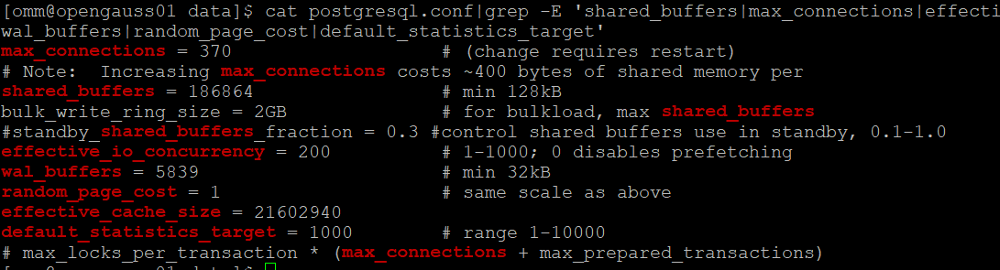 [omm@opengauss01 data]$ cat postgresql.conf|grep -E 'shared_buffers|max_connections|effecti
wal_buffers|random_page_cost|default_statistics_target'
max_connections = 370                   # (change requires restart)
# Note:  Increasing max_connections costs ~400 bytes of shared memory per
shared_buffers = 186864                 # min 128kB
bulk_write_ring_size = 2GB              # for bulkload, max shared_buffers
#standby_shared_buffers_fraction = 0.3 #control shared buffers use in standby, 0.1-1.0
effective_io_concurrency = 200          # 1-1000; 0 disables prefetching
wal_buffers = 5839                      # min 32kB
random_page_cost = 1                    # same scale as above
effective_cache_size = 21602940
default_statistics_target = 1000        # range 1-10000
# max_locks_per_transaction * (max_connections + max_prepared_transactions)